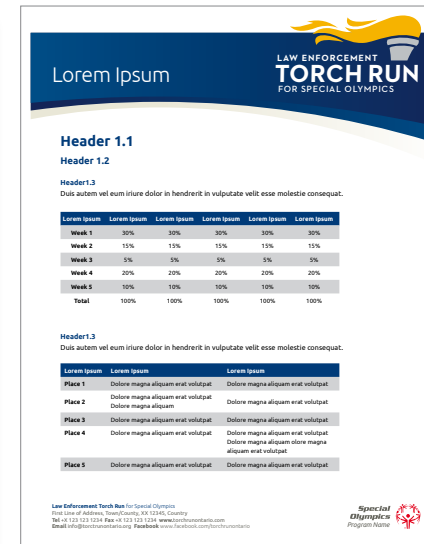 LAW ENFORCEMENT
TORCH RUN
FOR SPECIAL OLYMPICS
Lorem Ipsum
Header 1.1
Header 1.2
Header1.3
Duis autem vel eum iriure dolor in hendrerit in vulputate velit esse molestie consequat.
Lorem Ipsum Lorem Ipsum Lorem Ipsum Lorem Ipsum Lorem Ipsum Lorem Ipsum
Week 1 30% 30% 30% 30% 30%
Week 2 15% 15% 15% 15% 15%
Week 3 5% 5% 5% 5% 5%
Week 4 20% 20% 20% 20% 20%
Week 5 10% 10% 10% 10% 10%
Total 100% 100% 100% 100% 100%
Header1.3
Duis autem vel eum iriure dolor in hendrerit in vulputate velit esse molestie consequat.
Lorem Ipsum Lorem Ipsum Lorem Ipsum
Place 1 Dolore magna aliquam erat volutpat Dolore magna aliquam erat volutpat
Place 2 Dolore magna aliquam erat volutpat Dolore magna aliquam Dolore magna aliquam erat volutpat
Place 3 Dolore magna aliquam erat volutpat Dolore magna aliquam erat volutpat
Place 4 Dolore magna aliquam erat volutpat Dolore magna aliquam erat volutpat
Dolore magna aliquam olore magna
aliquam erat volutpat
Place 5 Dolore magna aliquam erat volutpat Dolore magna aliquam erat volutpat
Law Enforcement Torch Run for Special Olympics
First Line of Address, Town/County, XX 12345, Country
Tel +X 123 123 1234 Fax +X 123 123 1234 www.torchrunontario.com
Email info@torchrunontario.org Facebook www.facebook.com/torchrunontario
Special
Olympics
Program Name